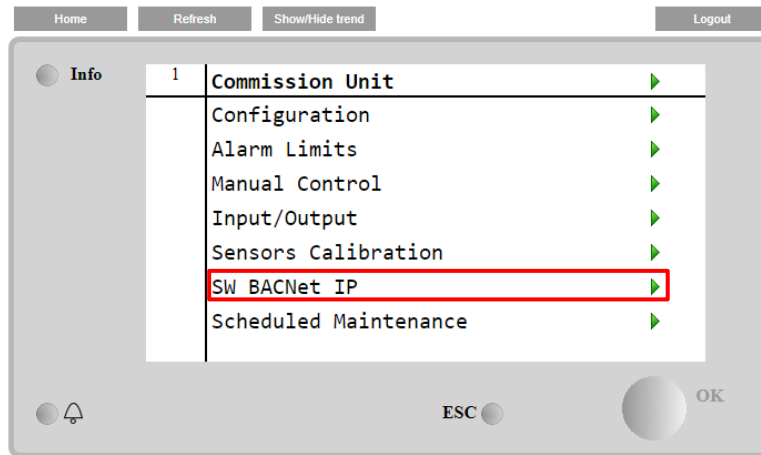 Home Refresh Show/Hide trend Logout
Info 1 Commission Unit
Configuration
Alarm Limits
Manual Control
Input/Output
Sensors Calibration
SW BACNet IP
Scheduled Maintenance
ESC OK